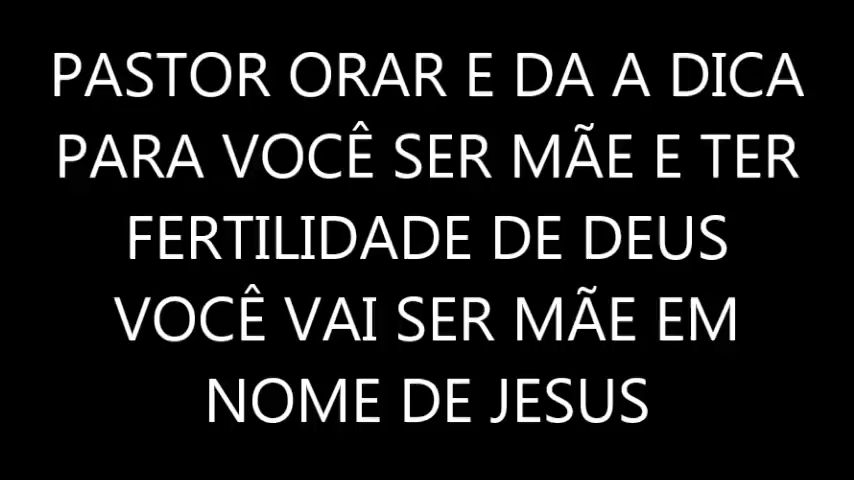 PASTOR ORAR E DA A DICA
PARA VOCÊ SER MÃE E TER
FERTILIDADE DE DEUS
VOCÊ VAI SER MÃE EM
NOME DE JESUS